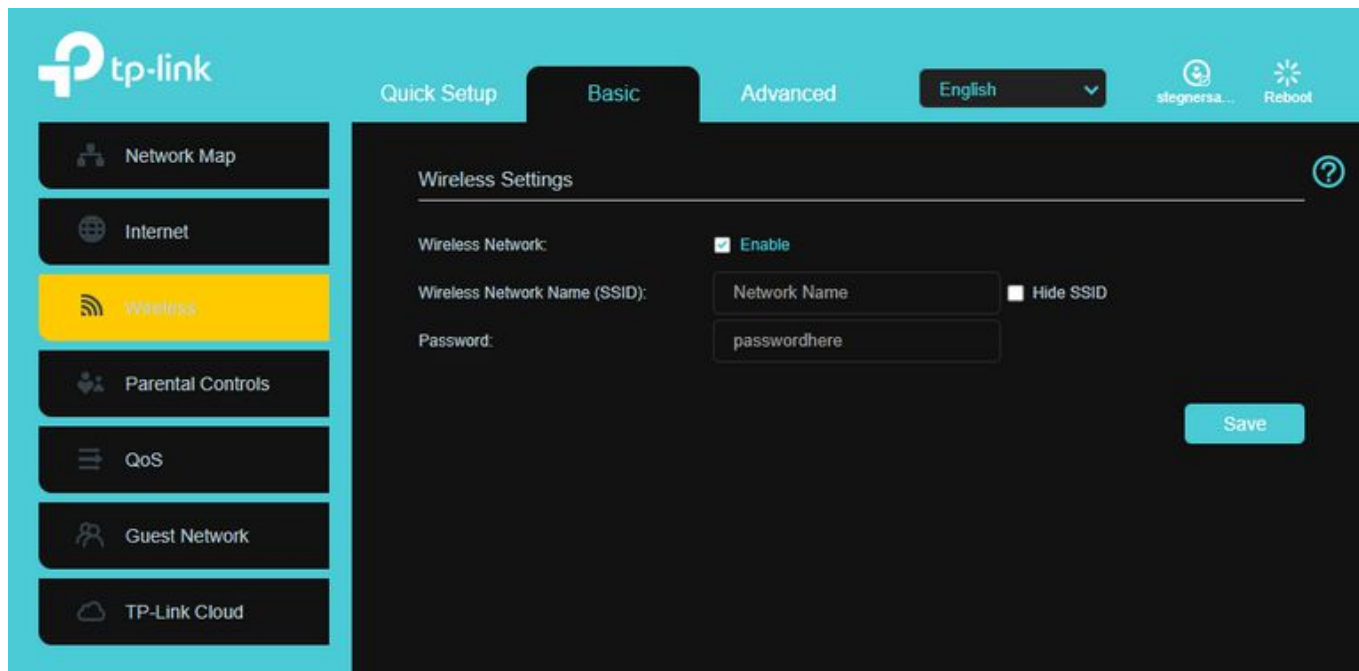 tp-link
Quick Setup
Basic
Advanced
English
stegnersa...
Reboot
Network Map
Internet
Wireless
Parental Controls
QoS
Guest Network
TP-Link Cloud
Wireless Settings
?
Wireless Network:
Enable
Wireless Network Name (SSID):
Network Name
Hide SSID
Password:
passwordhere
Save